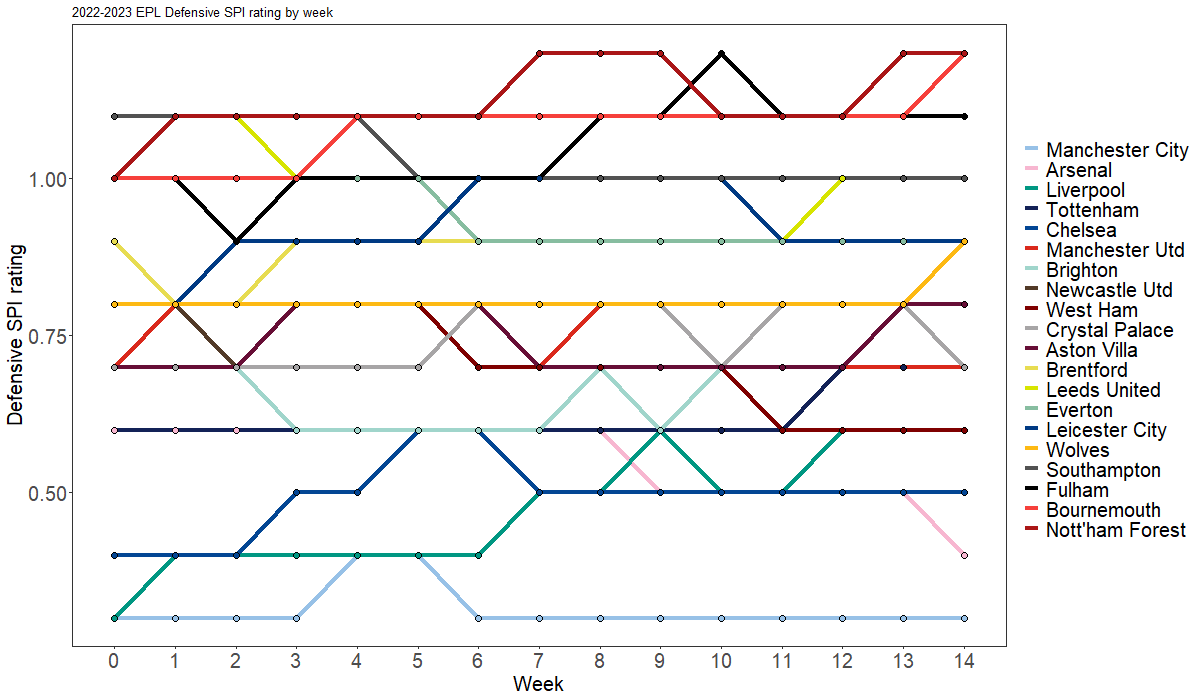 2022-2023 EPL Defensive SPI rating by week
Defensive SPI rating
1.00
0.75
0.50
0 1 2 3 4 5 6 7 8 9 10 11 12 13 14
Week
Manchester City
Arsenal
Liverpool
Tottenham
Chelsea
Manchester Utd
Brighton
Newcastle Utd
West Ham
Crystal Palace
Aston Villa
Brentford
Leeds United
Everton
Leicester City
Wolves
Southampton
Fulham
Bournemouth
Nott'ham Forest